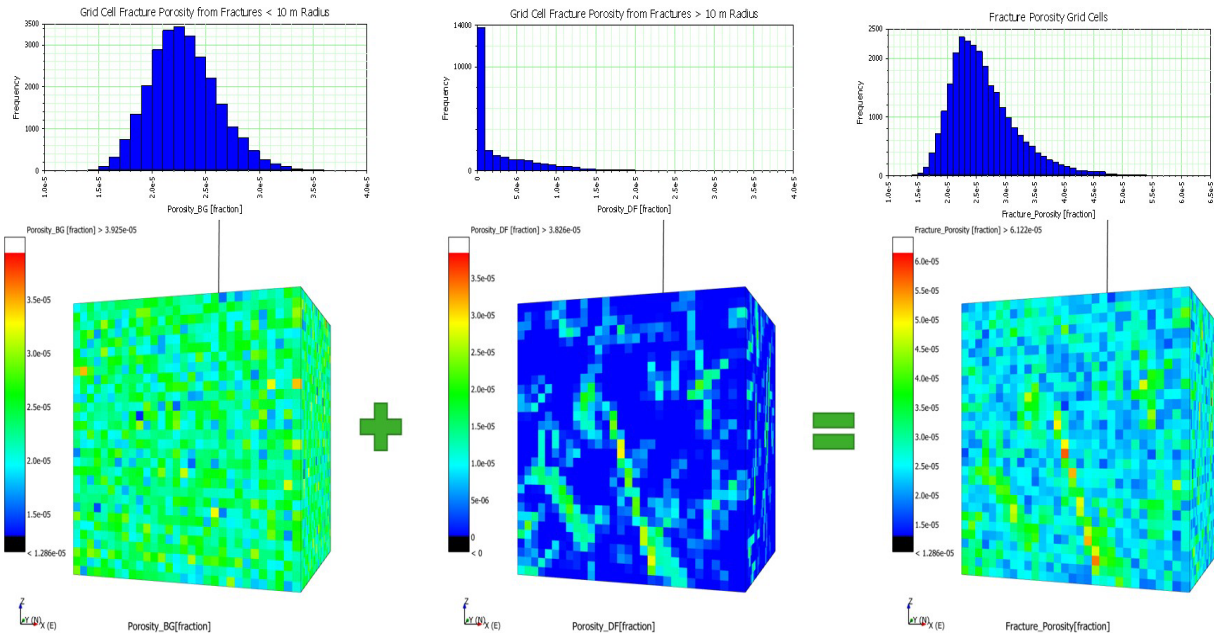 Grid Cell Fracture Porosity from Fractures < 10 m Radius
Frequency
3500
3000
2000
1000
0
1.0e-5
1.5e-5
2.0e-5
2.5e-5
3.0e-5
3.5e-5
4.0e-5
Porosity_BG [fraction]
Grid Cell Fracture Porosity from Fractures > 10 m Radius
Frequency
14000
10000
4000
0
0
5.0e-6
1.0e-5
1.5e-5
2.0e-5
2.5e-5
3.0e-5
4.0e-5
Porosity_DF [fraction]
Fracture Porosity Grid Cells
Frequency
2500
2000
1000
0
1.0e-5
1.5e-5
2.0e-5
2.5e-5
3.0e-5
3.5e-5
4.0e-5
4.5e-5
5.0e-5
5.5e-5
6.0e-5
6.5e-5
Fracture_Porosity [fraction]
Porosity_BG [fraction] > 3.925e-05
3.5e-05
3.0e-05
2.5e-05
2.0e-05
1.5e-05
< 1.286e-05
Z
Y (N)
X (E)
Porosity_BG[fraction]
Porosity_DF [fraction] > 3.826e-05
3.5e-05
3.0e-05
2.5e-05
2.0e-05
1.5e-05
1.0e-05
5e-06
0
< 0
Z
Y (N)
X (E)
Porosity_DF[fraction]
Fracture_Porosity [fraction] > 6.122e-05
6.0e-05
5.5e-05
5.0e-05
4.5e-05
4.0e-05
3.5e-05
3.0e-05
2.5e-05
2.0e-05
1.5e-05
< 1.286e-05
Z
Y (N)
X (E)
Fracture_Porosity[fraction]